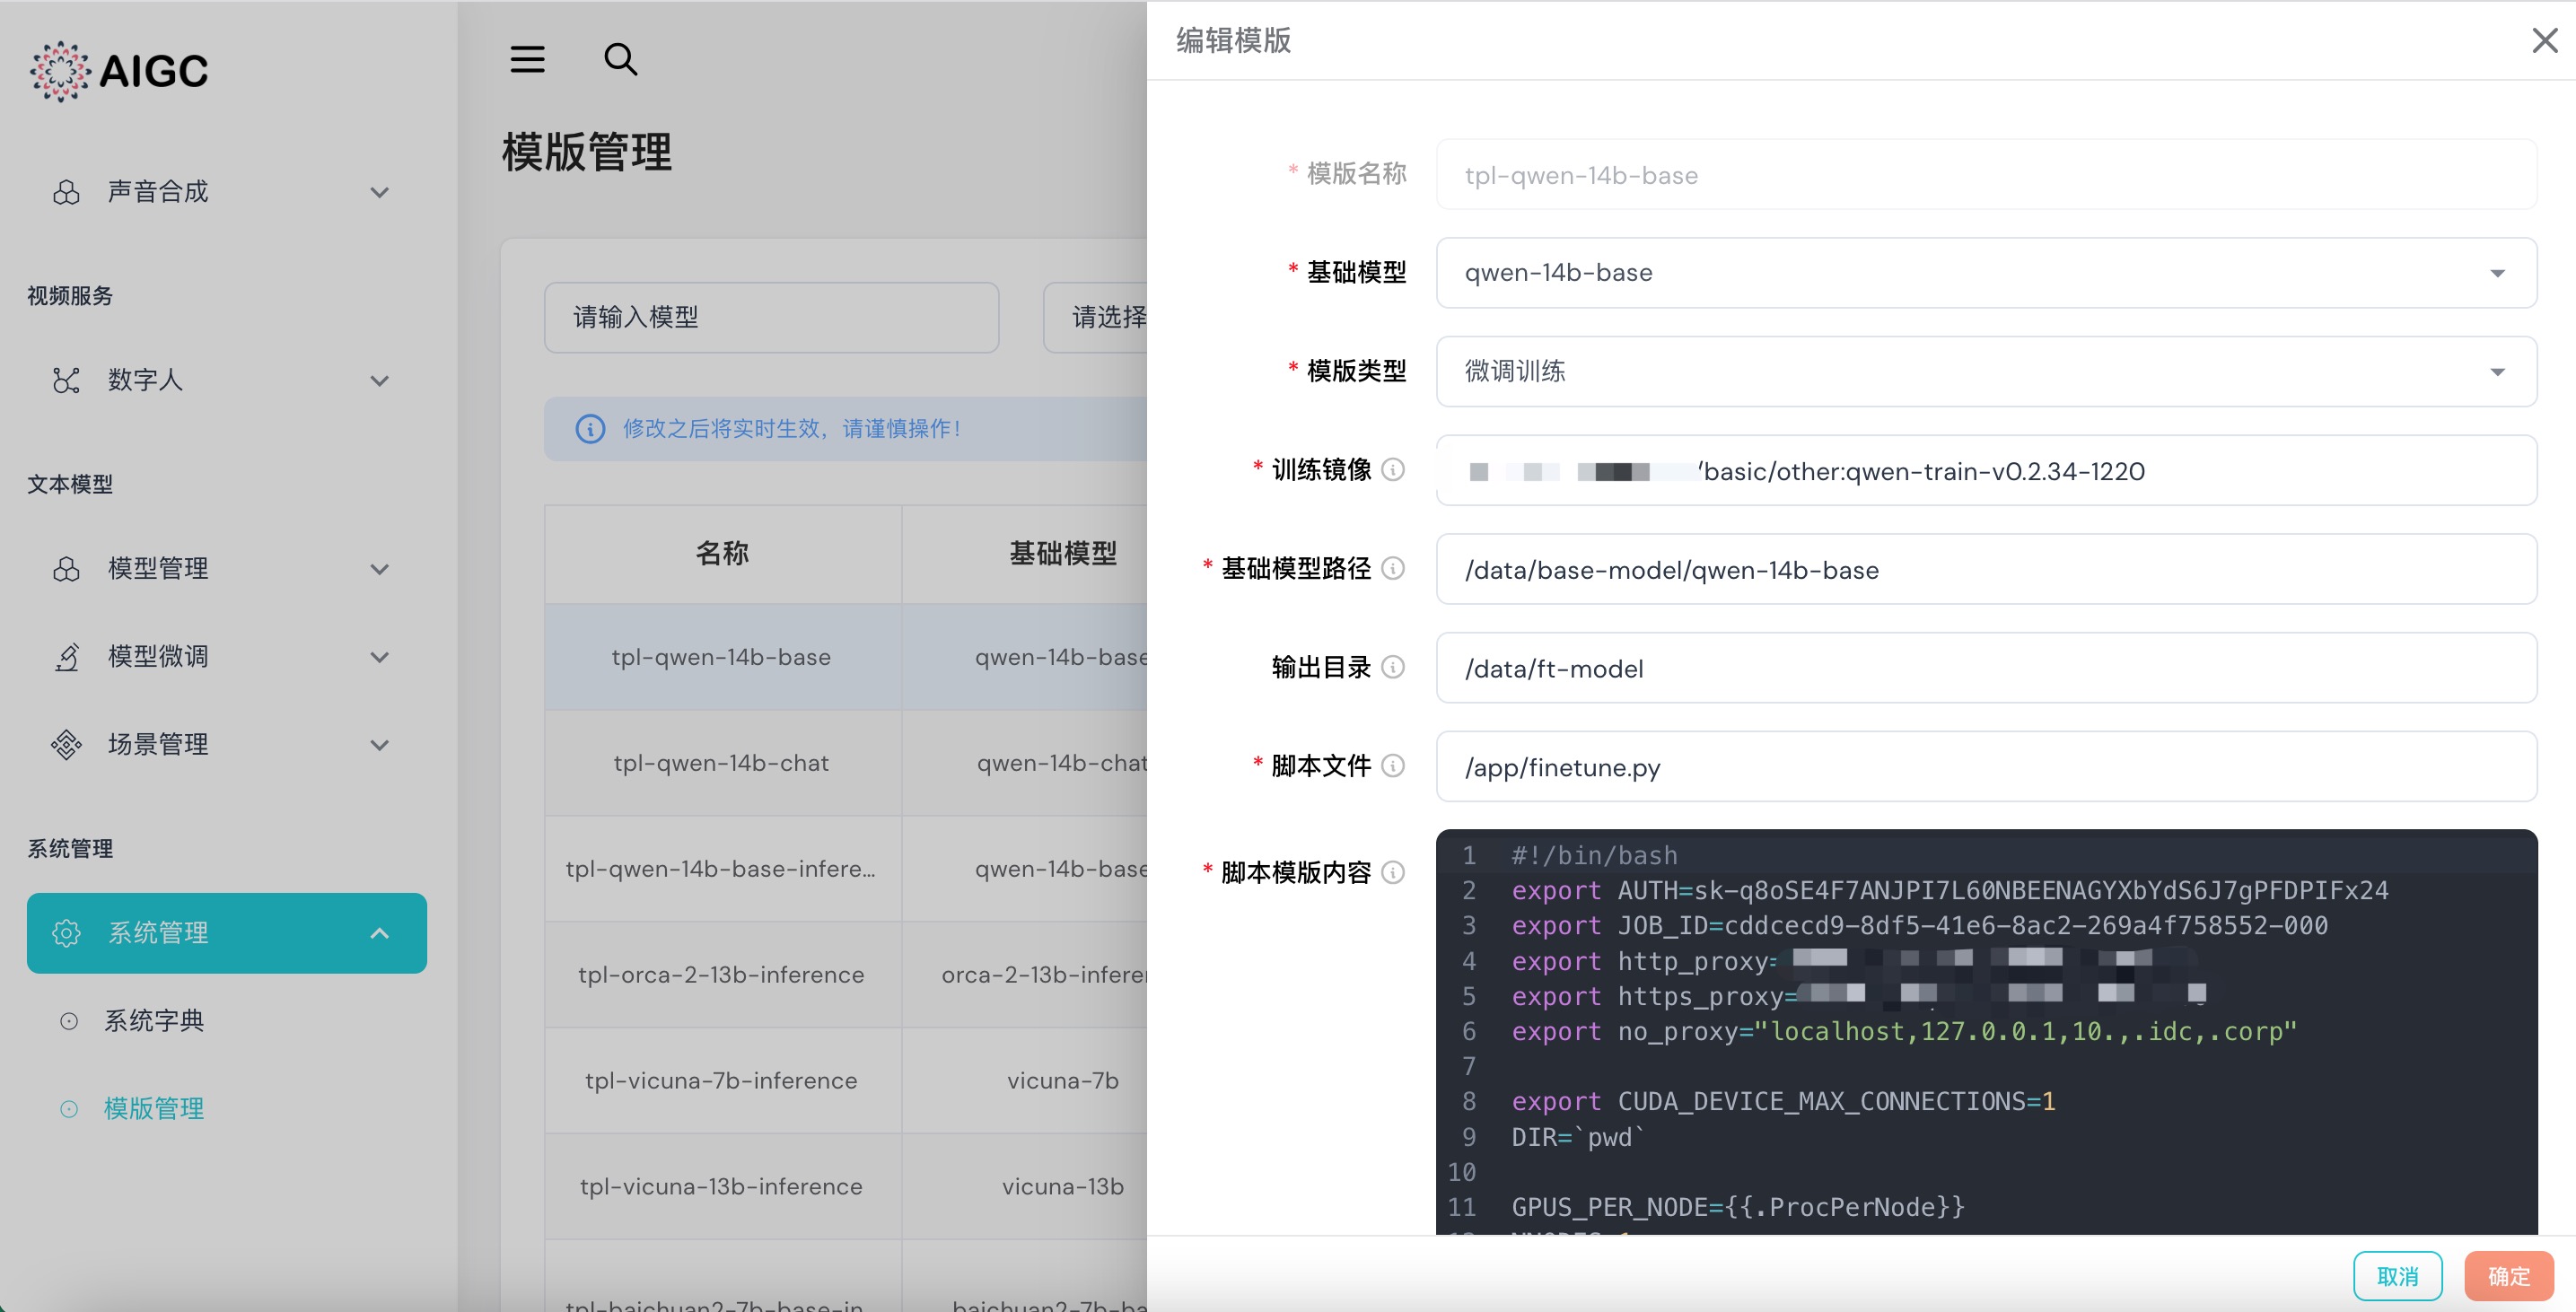 AIGC
声音合成
视频服务
数字人
文本模型
模型管理
模型微调
场景管理
系统管理
系统管理
系统字典
模版管理
模版管理
请输入模型
请选择
修改之后将实时生效，请谨慎操作！
名称 基础模型
tpl-qwen-14b-base qwen-14b-base
tpl-qwen-14b-chat qwen-14b-chat
tpl-qwen-14b-base-infere... qwen-14b-base
tpl-orca-2-13b-inference orca-2-13b-infere
tpl-vicuna-7b-inference vicuna-7b
tpl-vicuna-13b-inference vicuna-13b
tpl-baichuan2-7b-base-in baichuan2-7b-ba
编辑模版
* 模版名称 tpl-qwen-14b-base
* 基础模型 qwen-14b-base
* 模版类型 微调训练
* 训练镜像 /basic/other:qwen-train-v0.2.34-1220
* 基础模型路径 /data/base-model/qwen-14b-base
输出目录 /data/ft-model
* 脚本文件 /app/finetune.py
* 脚本模版内容
1 #!/bin/bash
2 export AUTH=sk-q8oSE4F7ANJPI7L60NBEENAGYXbYdS6J7gPFDPIFx24
3 export JOB_ID=cddcecd9-8df5-41e6-8ac2-269a4f758552-000
4 export http_proxy=
5 export https_proxy=
6 export no_proxy="localhost,127.0.0.1,10.,.idc,.corp"
7
8 export CUDA_DEVICE_MAX_CONNECTIONS=1
9 DIR=`pwd`
10
11 GPUS_PER_NODE={{.ProcPerNode}}
取消
确定